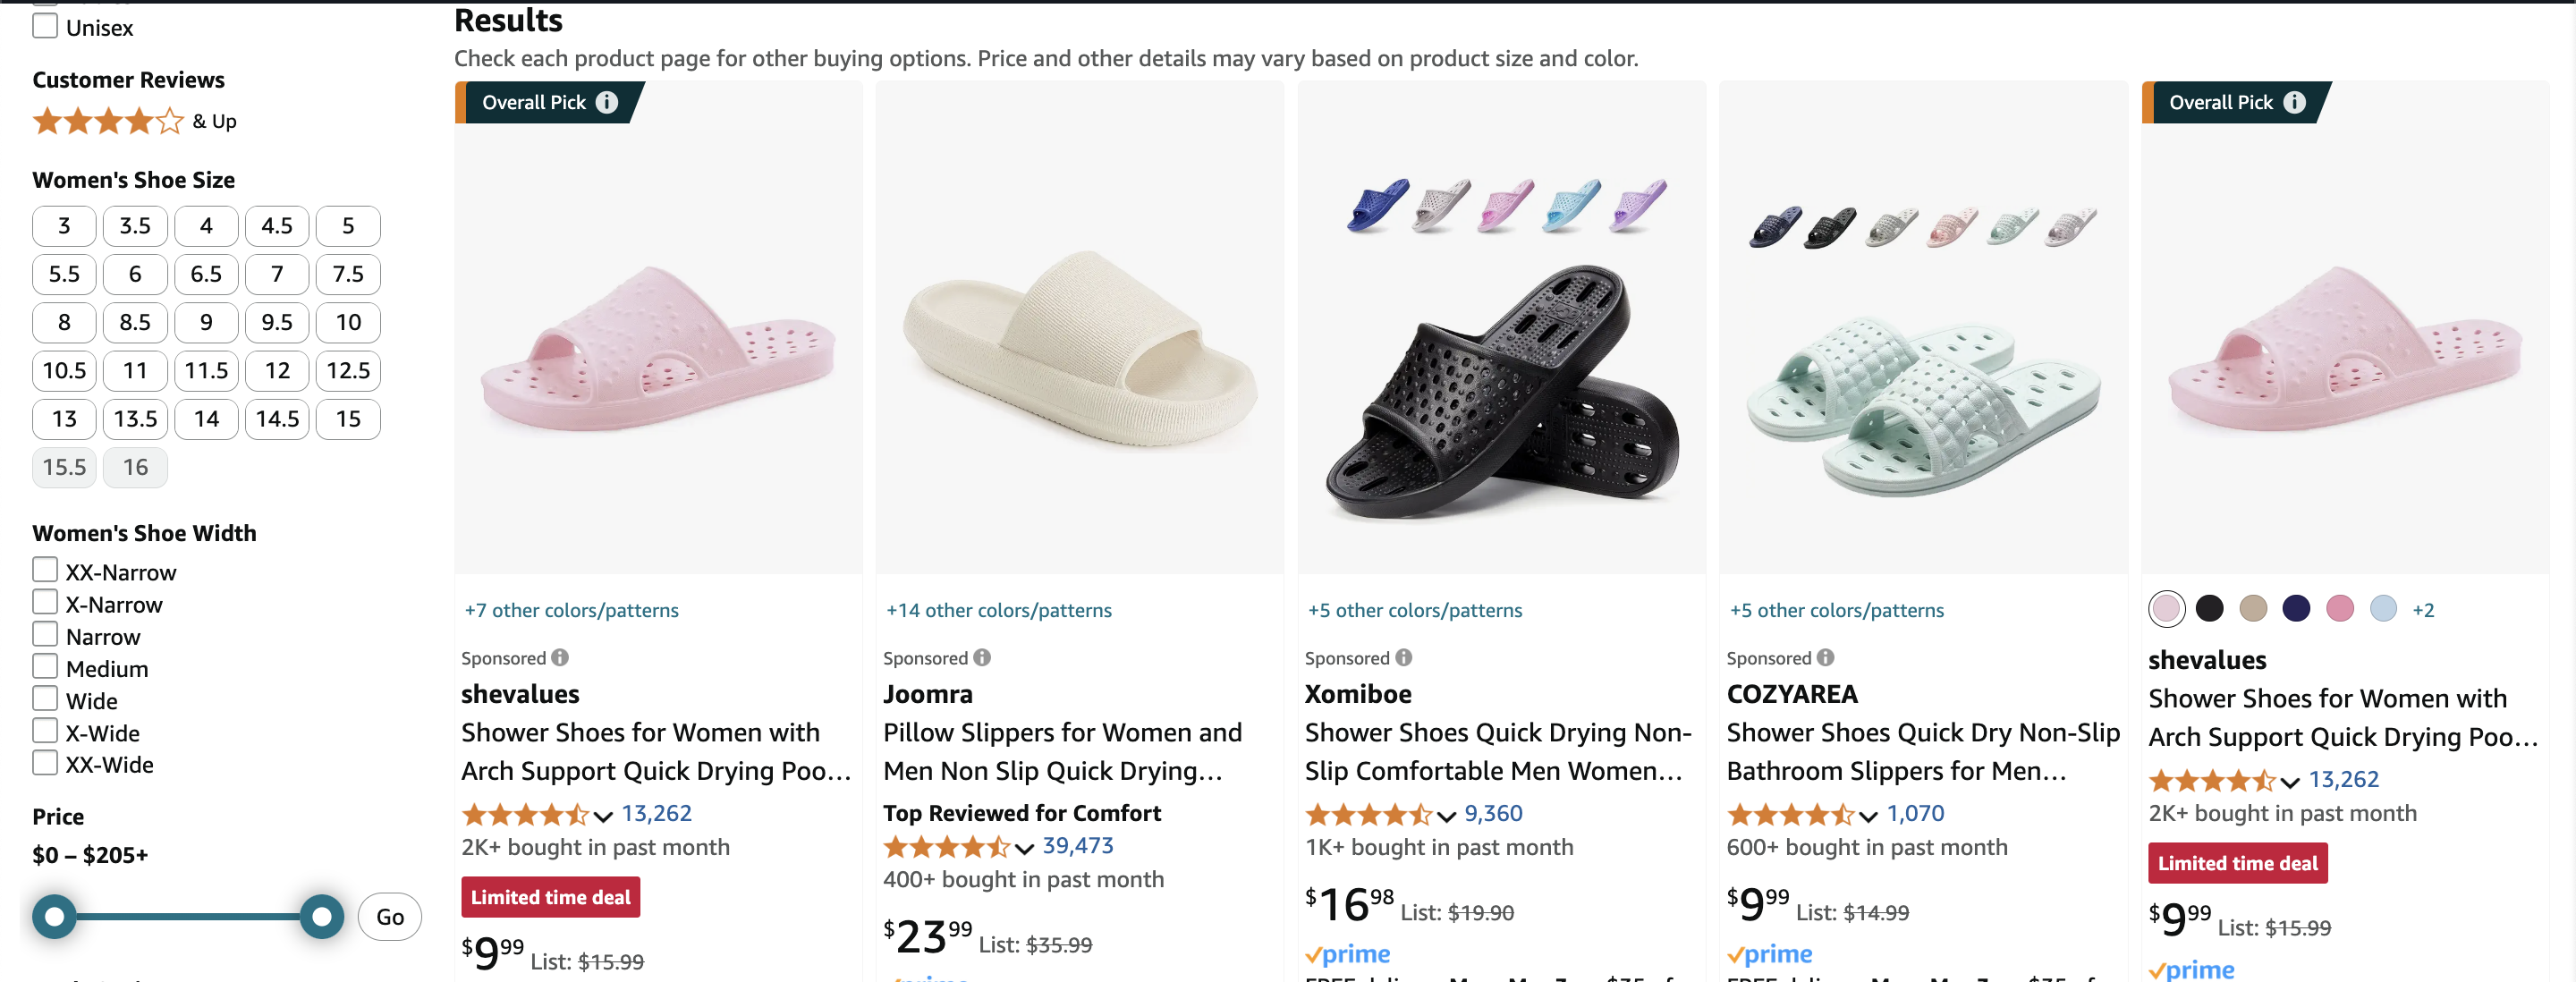 Unisex
Customer Reviews
& Up
Women's Shoe Size
3 3.5 4 4.5 5
5.5 6 6.5 7 7.5
8 8.5 9 9.5 10
10.5 11 11.5 12 12.5
13 13.5 14 14.5 15
15.5 16
Women's Shoe Width
XX-Narrow
X-Narrow
Narrow
Medium
Wide
X-Wide
XX-Wide
Price
$0 – $205+
Go
Results
Check each product page for other buying options. Price and other details may vary based on product size and color.
Overall Pick
+7 other colors/patterns
Sponsored
shevalues
Shower Shoes for Women with
Arch Support Quick Drying Poo...
13,262
2K+ bought in past month
Limited time deal
$9.99 List: $15.99
+14 other colors/patterns
Sponsored
Joomra
Pillow Slippers for Women and
Men Non Slip Quick Drying...
Top Reviewed for Comfort
39,473
400+ bought in past month
$23.99 List: $35.99
+5 other colors/patterns
Sponsored
Xomiboe
Shower Shoes Quick Drying Non-
Slip Comfortable Men Women...
9,360
1K+ bought in past month
$16.98 List: $19.90
prime
+5 other colors/patterns
Sponsored
COZYAREA
Shower Shoes Quick Dry Non-Slip
Bathroom Slippers for Men...
1,070
600+ bought in past month
$9.99 List: $14.99
prime
Overall Pick
+2
shevalues
Shower Shoes for Women with
Arch Support Quick Drying Poo...
13,262
2K+ bought in past month
Limited time deal
$9.99 List: $15.99
prime